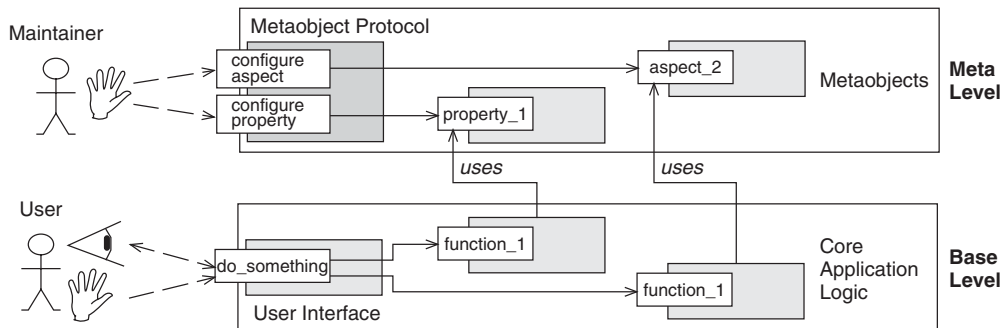 Maintainer
Metaobject Protocol
configure
aspect
configure
property
aspect_2
property_1
Metaobjects
Meta
Level
uses
uses
User
do_something
User Interface
function_1
function_1
Core
Application
Logic
Base
Level